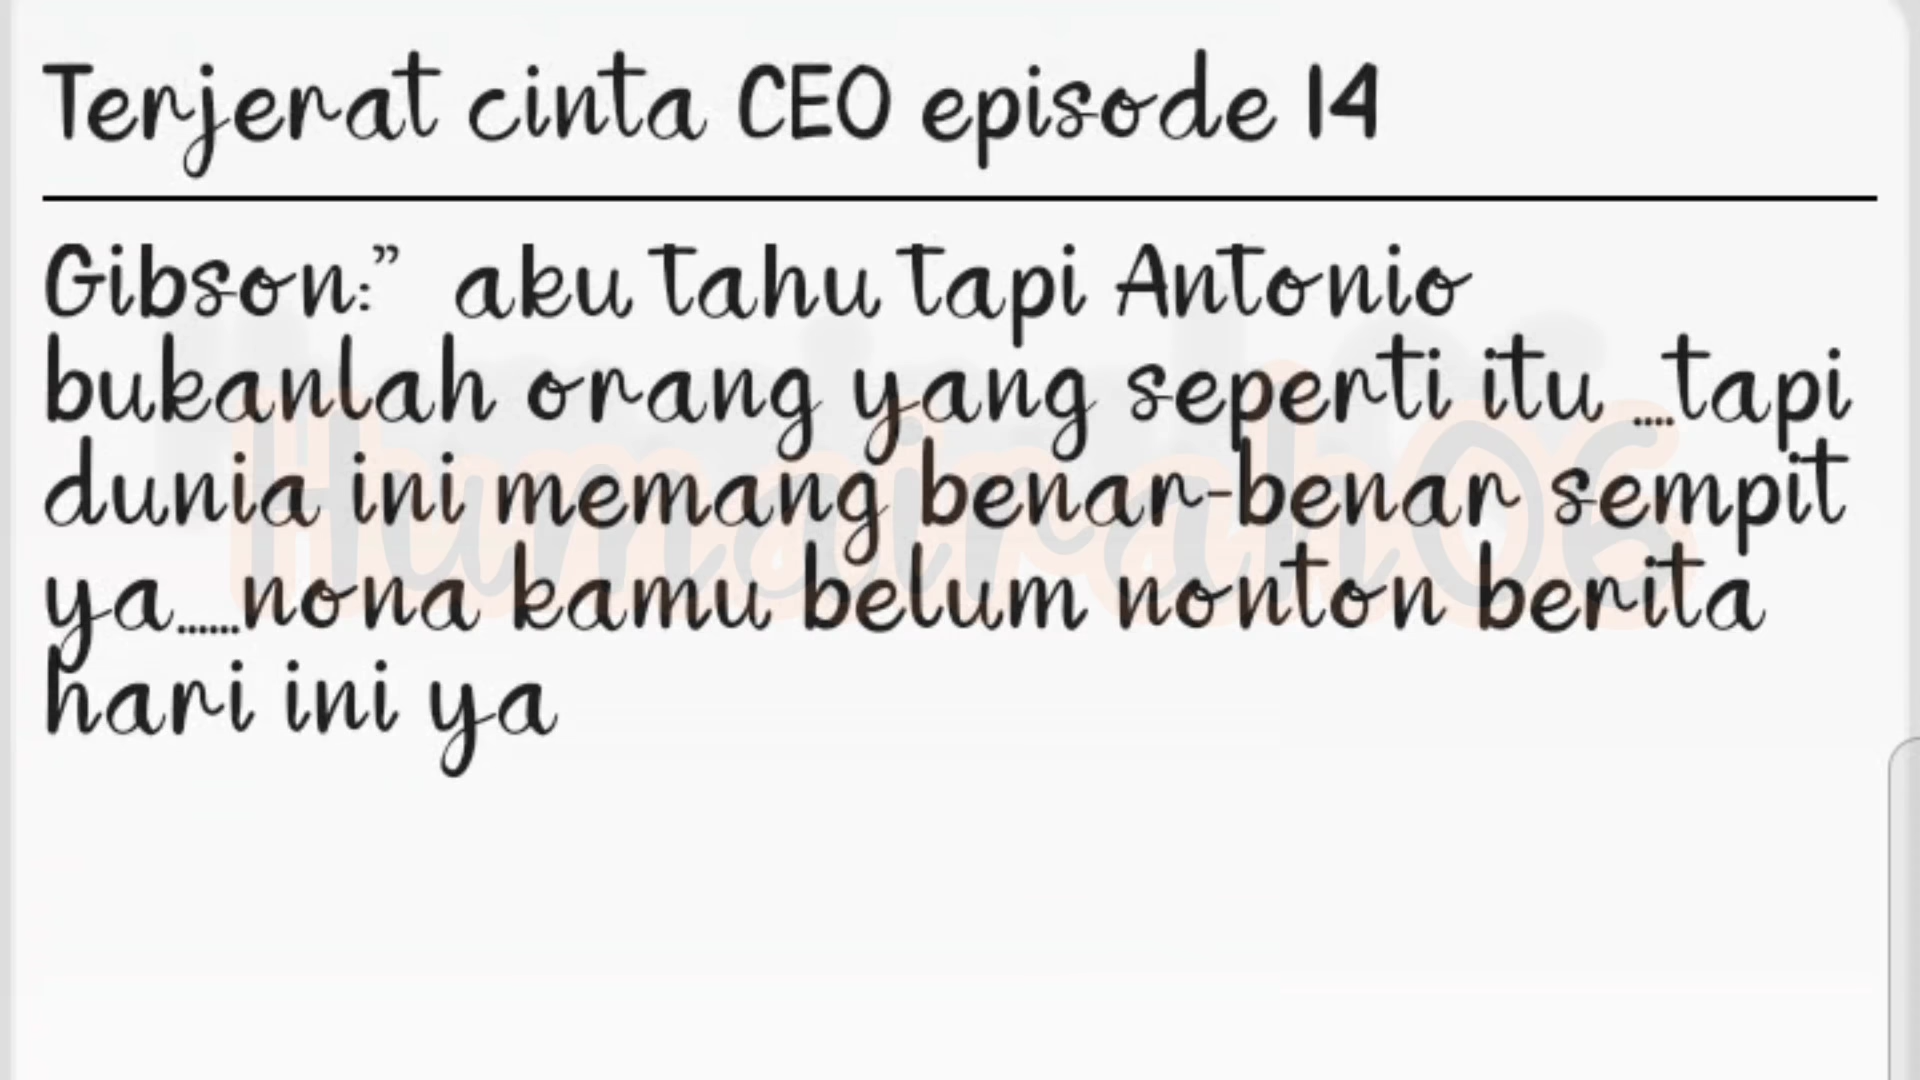 Terjerat cinta CEO episode 14
Gibson:” aku tahu tapi Antonio
bukanlah orang yang seperti itu ....tapi
dunia ini memang benar-benar sempit
ya......nona kamu belum nonton berita
hari ini ya
Humairah06